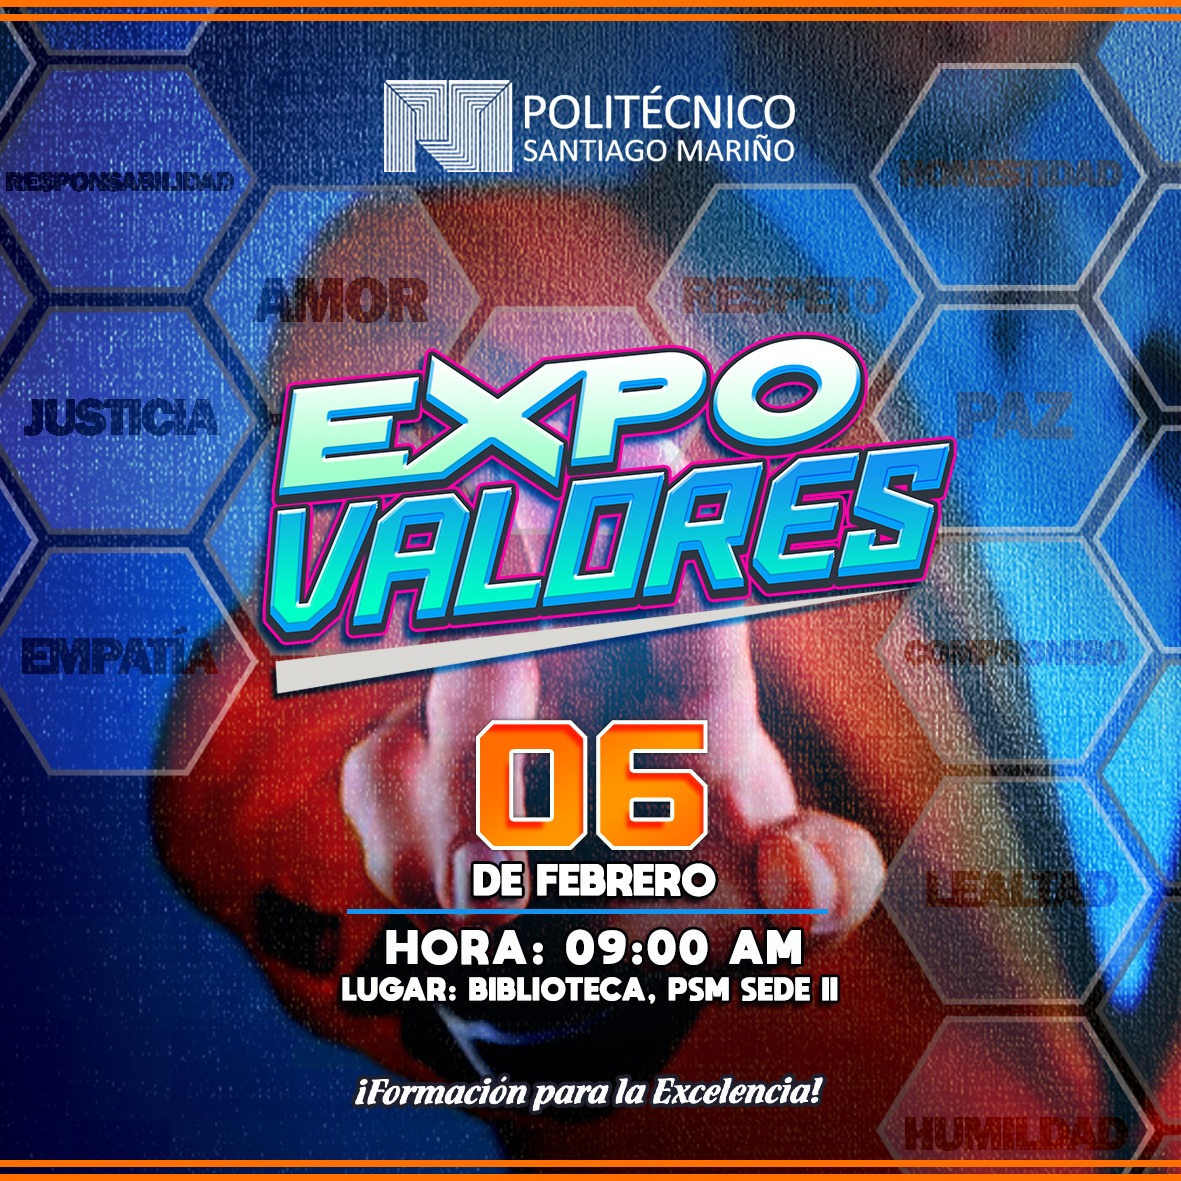 POLITÉCNICO
SANTIAGO MARIÑO
RESPONSABILIDAD
HONESTIDAD
AMOR
RESPETO
JUSTICIA
PAZ
EXPO
VALORES
EMPATÍA
COMPROMISO
06
DE FEBRERO
LEALTAD
HORA: 09:00 AM
LUGAR: BIBLIOTECA, PSM SEDE II
¡Formación para la Excelencia!
HUMILDAD